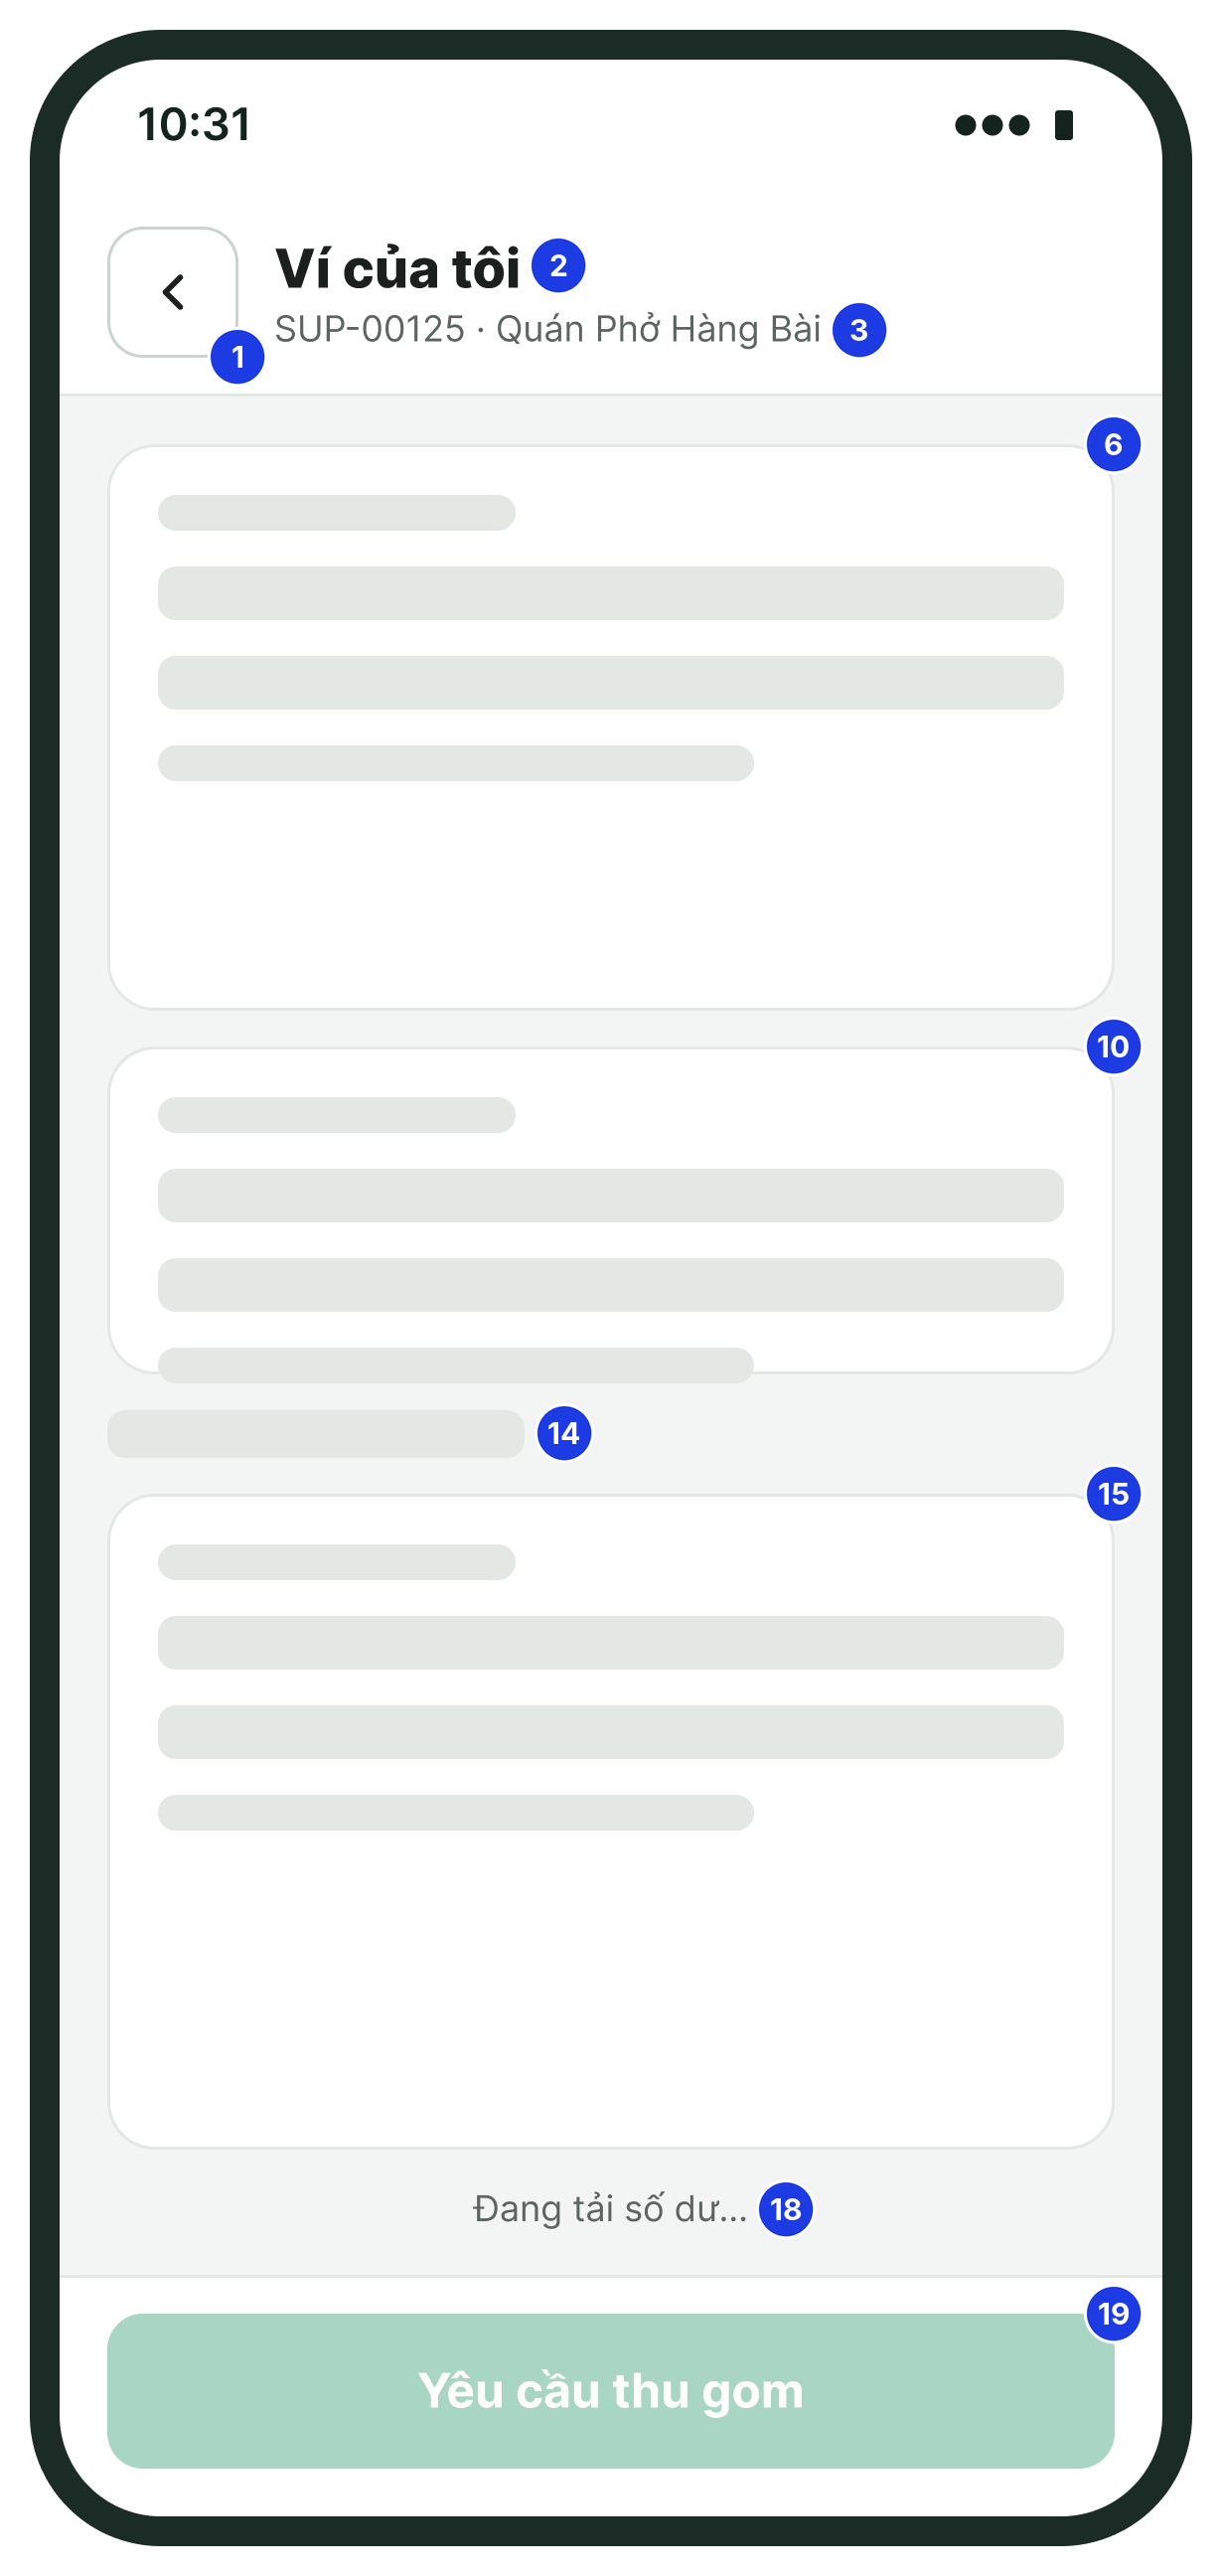 10:31
Ví của tôi 2
1 SUP-00125 · Quán Phở Hàng Bài 3
6
10
14
15
Đang tải số dư... 18
19
Yêu cầu thu gom